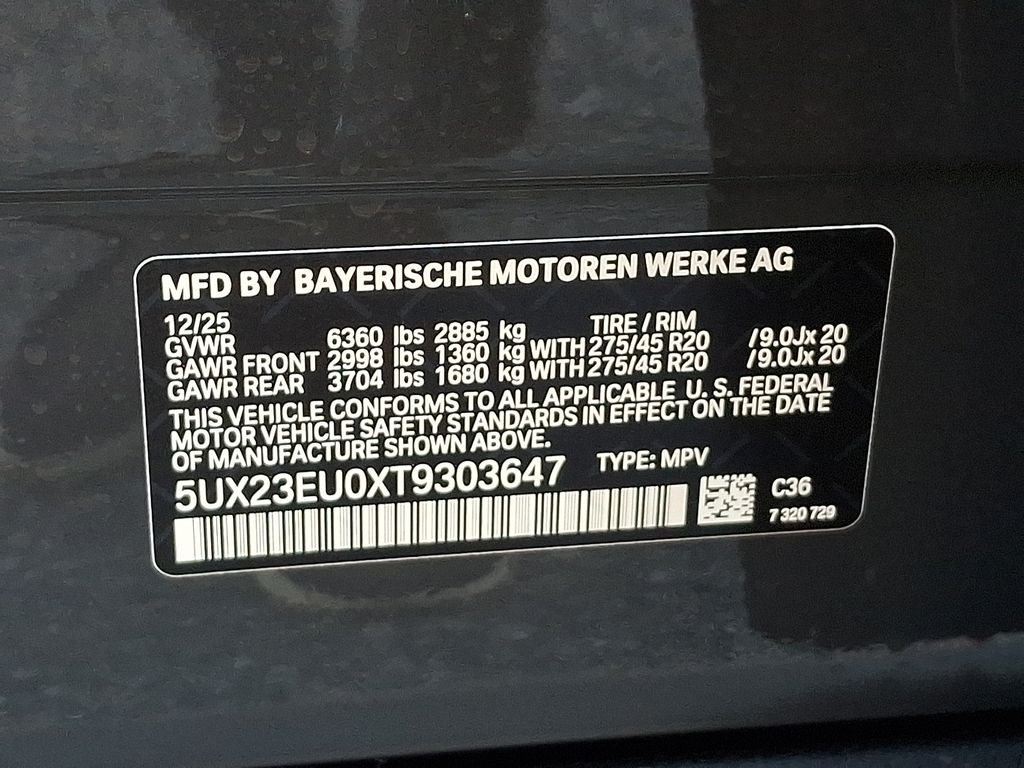 MFD BY BAYERISCHE MOTOREN WERKE AG
12/25 TIRE / RIM
GVWR 6360 lbs 2885 kg
GAWR FRONT 2998 lbs 1360 kg WITH 275/45 R20 /9.0Jx 20
GAWR REAR 3704 lbs 1680 kg WITH 275/45 R20 /9.0Jx 20
THIS VEHICLE CONFORMS TO ALL APPLICABLE U. S. FEDERAL
MOTOR VEHICLE SAFETY STANDARDS IN EFFECT ON THE DATE
OF MANUFACTURE SHOWN ABOVE.
5UX23EU0XT9303647 TYPE: MPV
C36
7 320 729